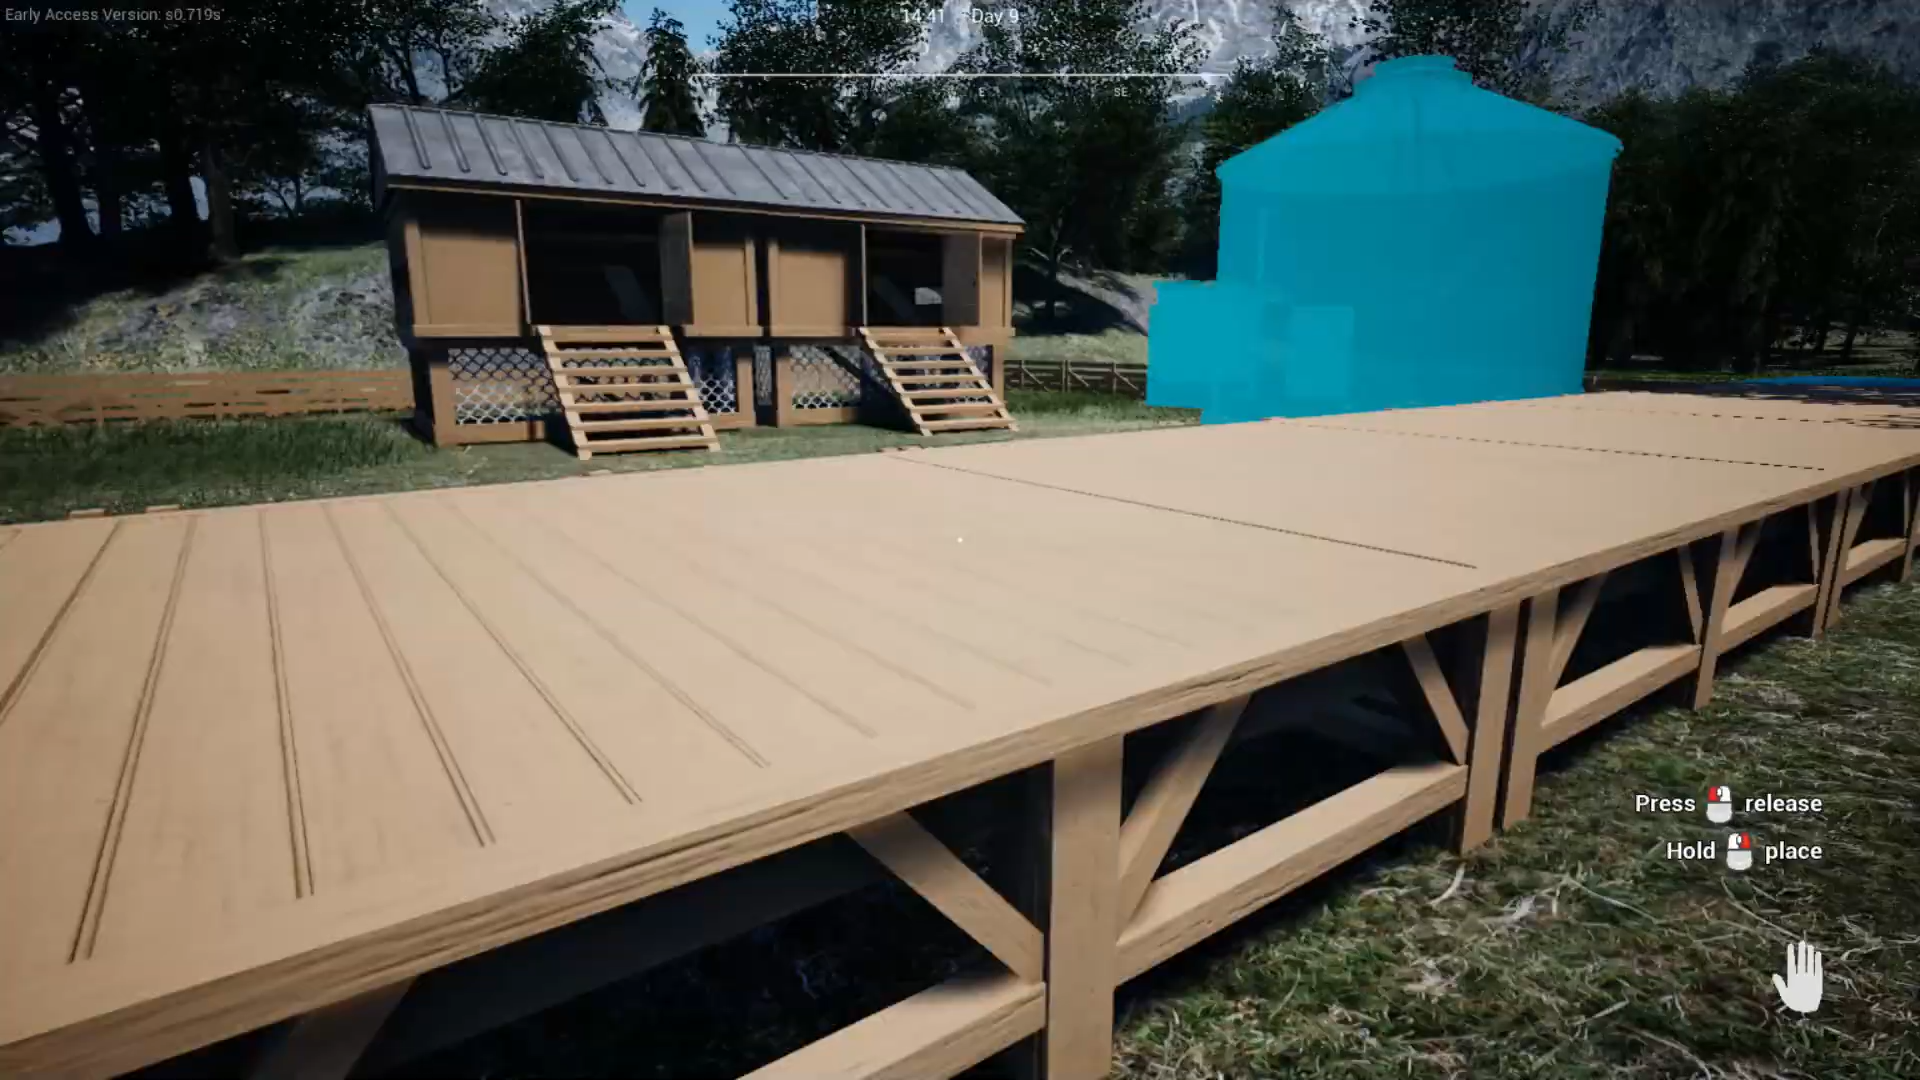 Early Access Version: s0.719s
14:41 Day 9
E SE
Press release
Hold place